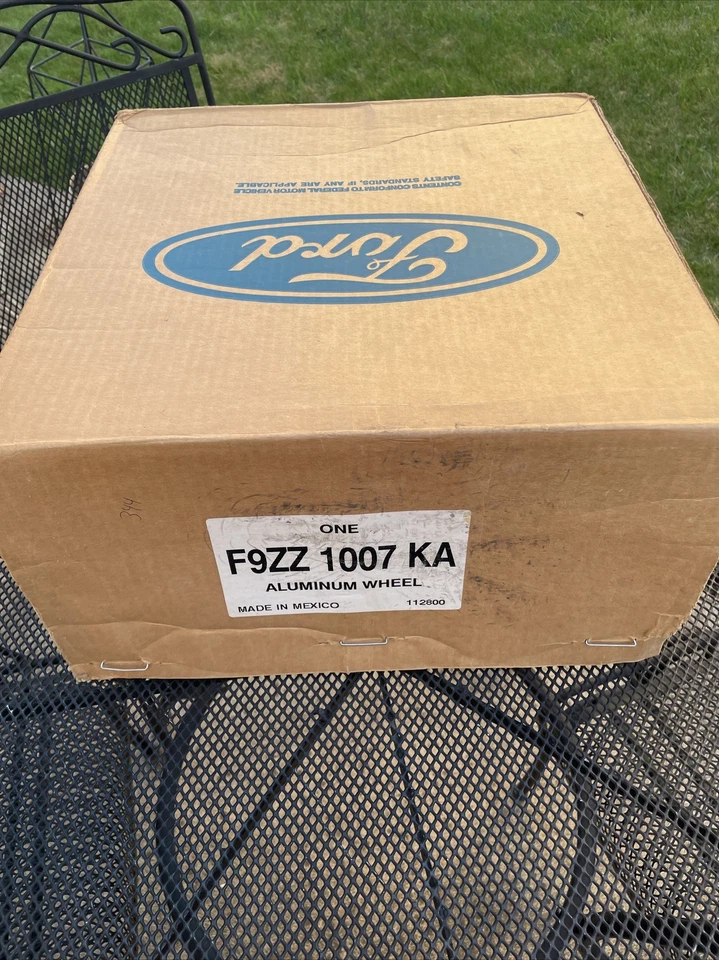 CONTENTS CONFORM TO FEDERAL MOTOR VEHICLE
SAFETY STANDARDS, IF ANY ARE APPLICABLE.
Ford
344
ONE
F9ZZ 1007 KA
ALUMINUM WHEEL
MADE IN MEXICO 112800